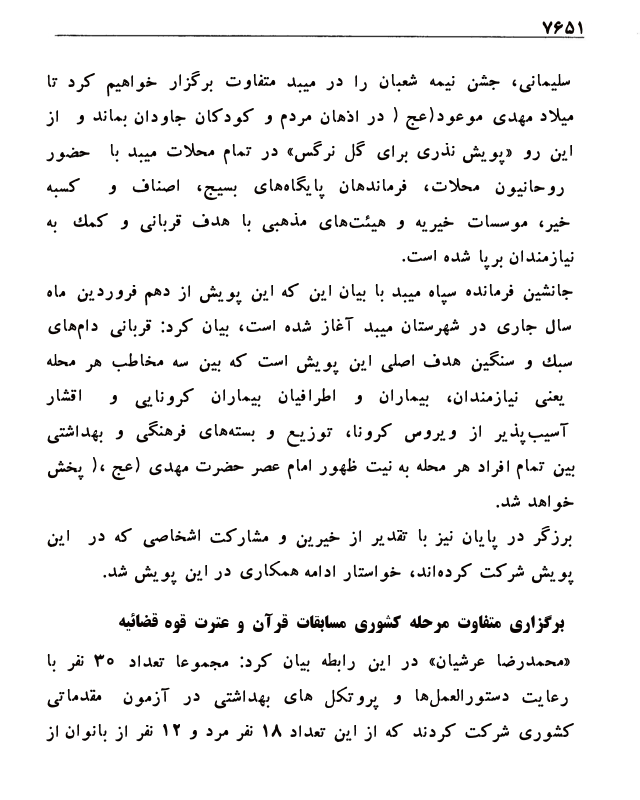 ۷۶۵۱
سلیمانی، جشن نیمه شعبان را در میبد متفاوت برگزار خواهیم کرد تا
میلاد مهدی موعود(عج ( در اذهان مردم و کودکان جاودان بماند و از
این رو «پویش نذری برای گل نرگس» در تمام محلات میبد با حضور
روحانیون محلات، فرماندهان پایگاه‌های بسیج، اصناف و کسبه
خیر، موسسات خیریه و هیئت‌های مذهبی با هدف قربانی و کمك به
نیازمندان برپا شده است.
جانشین فرمانده سپاه میبد با بیان این که این پویش از دهم فروردین ماه
سال جاری در شهرستان میبد آغاز شده است، بیان کرد: قربانی دام‌های
سبك و سنگین هدف اصلی این پویش است که بین سه مخاطب هر محله
یعنی نیازمندان، بیماران و اطرافیان بیماران کرونایی و اقشار
آسیب‌پذیر از ویروس کرونا، توزیع و بسته‌های فرهنگی و بهداشتی
بین تمام افراد هر محله به نیت ظهور امام عصر حضرت مهدی (عج ،( پخش
خواهد شد.
برزگر در پایان نیز با تقدیر از خیرین و مشارکت اشخاصی که در این
پویش شرکت کرده‌اند، خواستار ادامه همکاری در این پویش شد.
برگزاری متفاوت مرحله کشوری مسابقات قرآن و عترت قوه قضائیه
«محمدرضا عرشیان» در این رابطه بیان کرد: مجموعا تعداد ۳۰ نفر با
رعایت دستورالعمل‌ها و پروتکل های بهداشتی در آزمون مقدماتی
کشوری شرکت کردند که از این تعداد ۱۸ نفر مرد و ۱۲ نفر از بانوان از